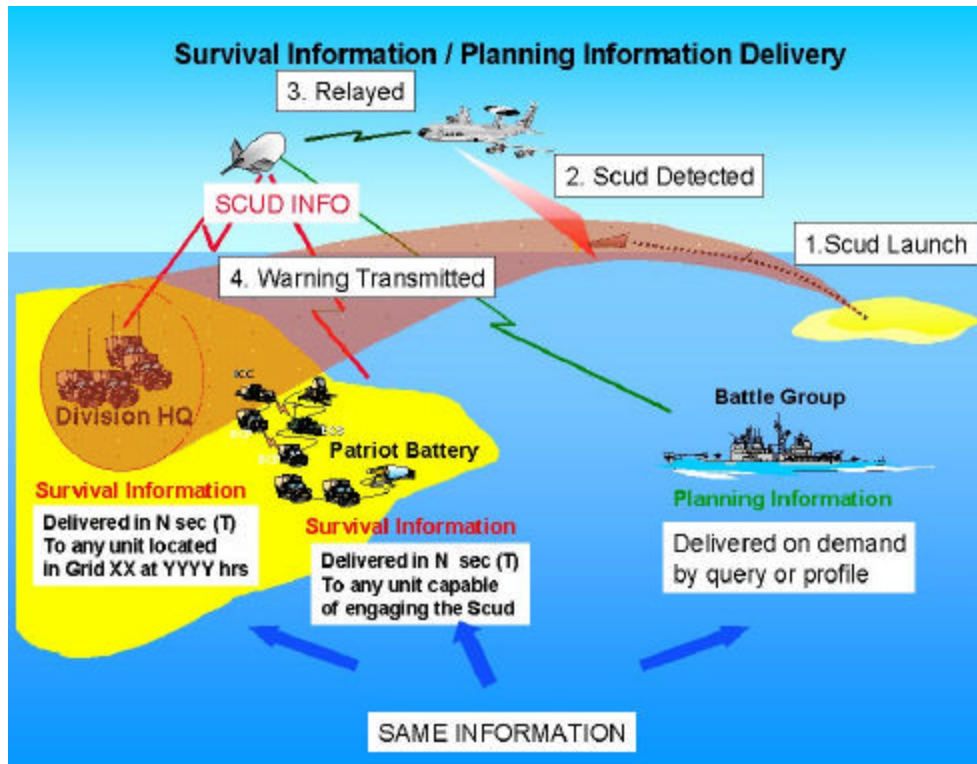 Survival Information / Planning Information Delivery
3. Relayed
2. Scud Detected
SCUD INFO
1.Scud Launch
4. Warning Transmitted
Division HQ
ICC
Patriot Battery
Battle Group
Survival Information
Delivered in N sec (T)
To any unit located
in Grid XX at YYYY hrs
Survival Information
Delivered in N sec (T)
To any unit capable
of engaging the Scud
Planning Information
Delivered on demand
by query or profile
SAME INFORMATION